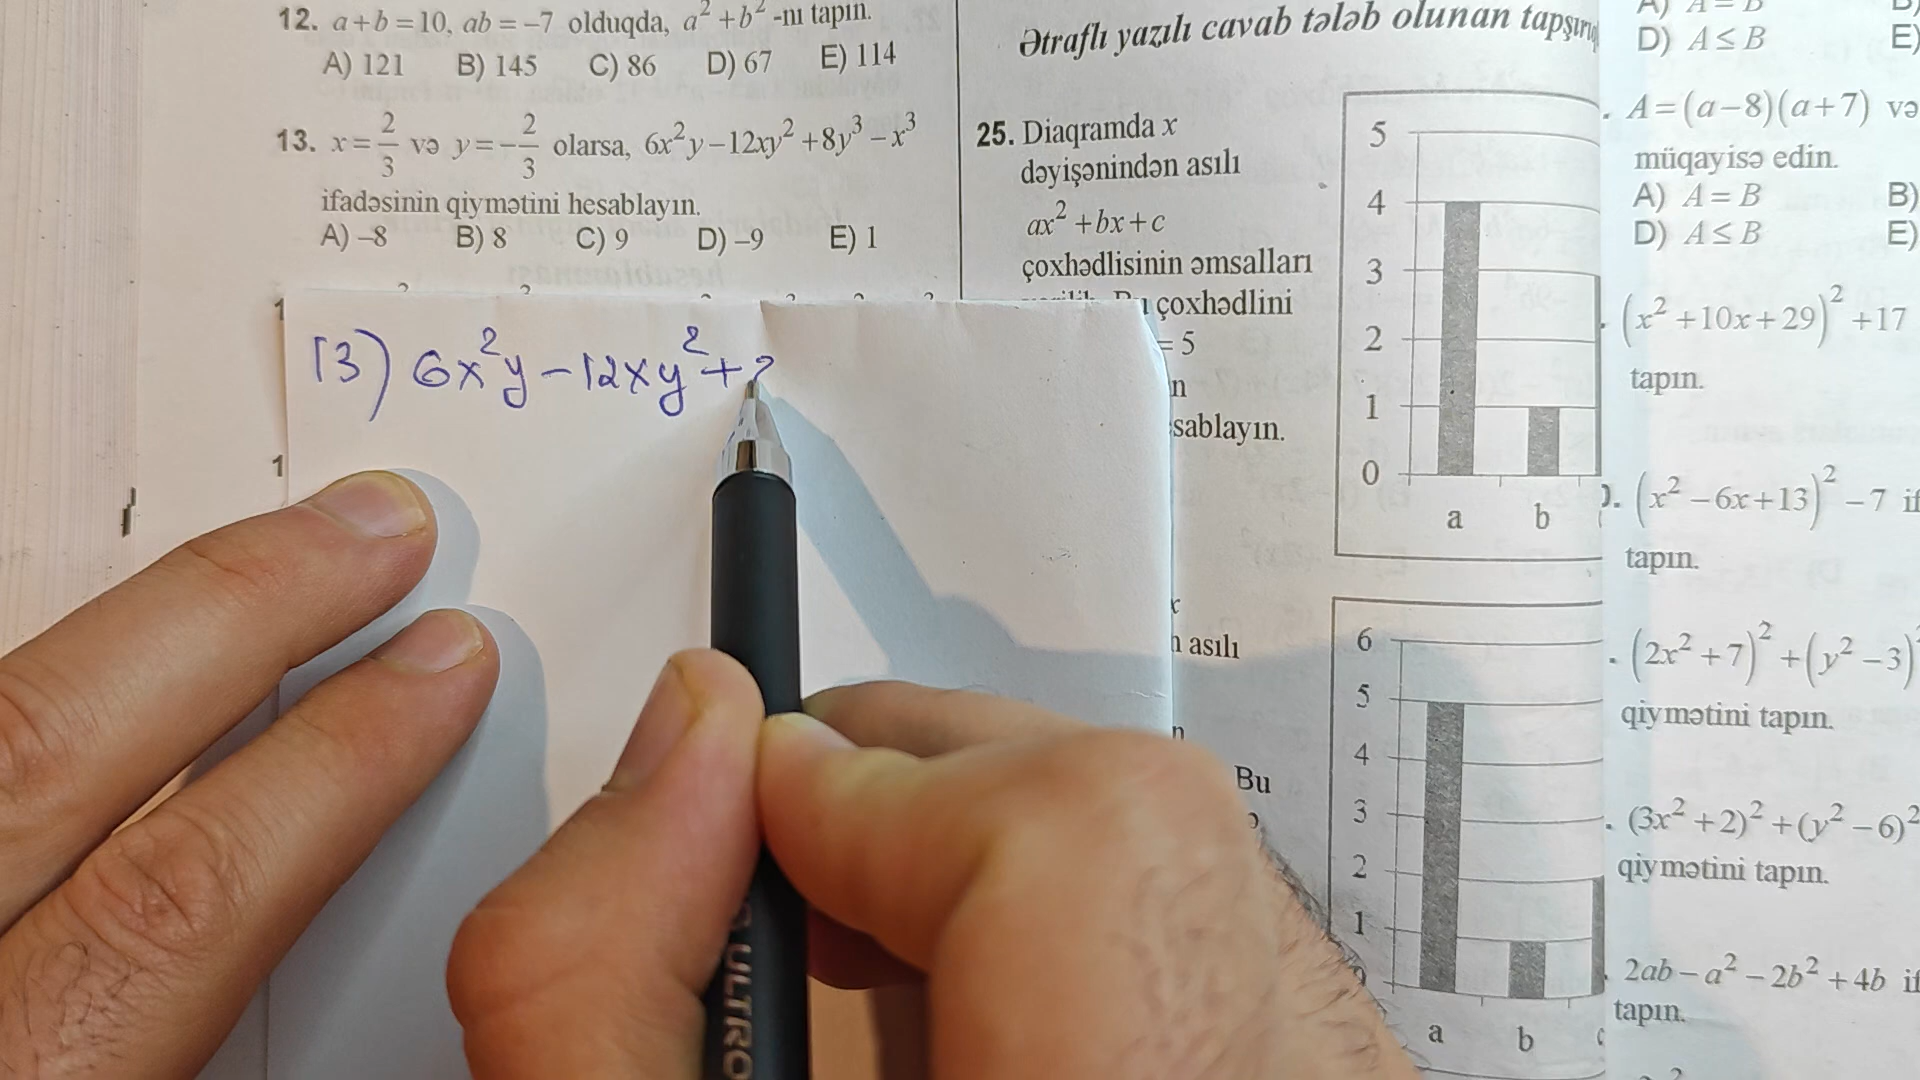 12. a+b=10, ab=-7 olduqda, a²+b²-nı tapın.
A) 121 B) 145 C) 86 D) 67 E) 114
13. x=2/3 və y=-2/3 olarsa, 6x²y-12xy²+8y³-x³
ifadəsinin qiymətini hesablayın.
A) -8 B) 8 C) 9 D) -9 E) 1
13) 6x²y-12xy²+
ULTRO
Ətraflı yazılı cavab tələb olunan
25. Diaqramda x
dəyişənindən asılı
ax²+bx+c
çoxhədlisinin əmsalları
çoxhədlini
= 5
sablayın.
asılı
Bu
5
4
3
2
1
0
a b
6
5
4
3
2
1
a b
D) A≤B E)
A=(a-8)(a+7) və
müqayisə edin.
A) A=B B)
D) A≤B E)
(x²+10x+29)²+17
tapın.
(x²-6x+13)²-7
tapın.
(2x²+7)²+(y²-3)
qiymətini tapın.
(3x²+2)²+(y²-6)²
qiymətini tapın.
2ab-a²-2b²+4b
tapın.